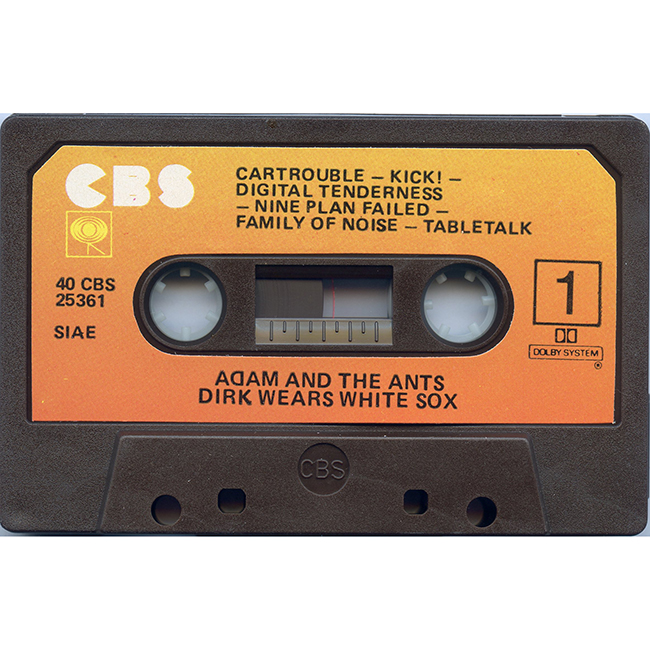 CBS
CARTROUBLE – KICK! –
DIGITAL TENDERNESS
– NINE PLAN FAILED –
FAMILY OF NOISE – TABLETALK
40 CBS
25361
SIAE
1
DOLBY SYSTEM
®
ADAM AND THE ANTS
DIRK WEARS WHITE SOX
CBS